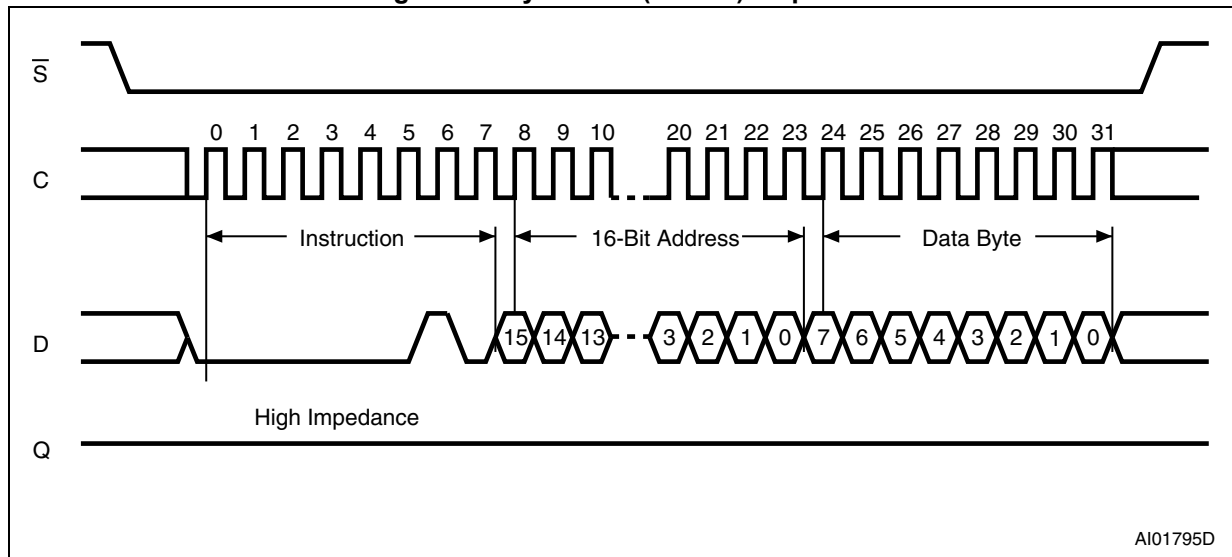 S̅
0 1 2 3 4 5 6 7 8 9 10 20 21 22 23 24 25 26 27 28 29 30 31
C
Instruction 16-Bit Address Data Byte
D 15 14 13 3 2 1 0 7 6 5 4 3 2 1 0
High Impedance
Q
AI01795D